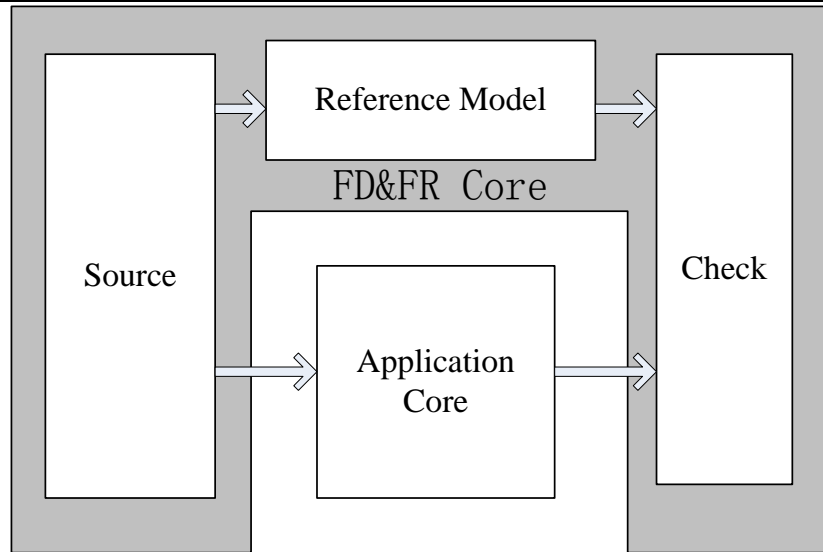 Reference Model
FD&FR Core
Source
Check
Application
Core